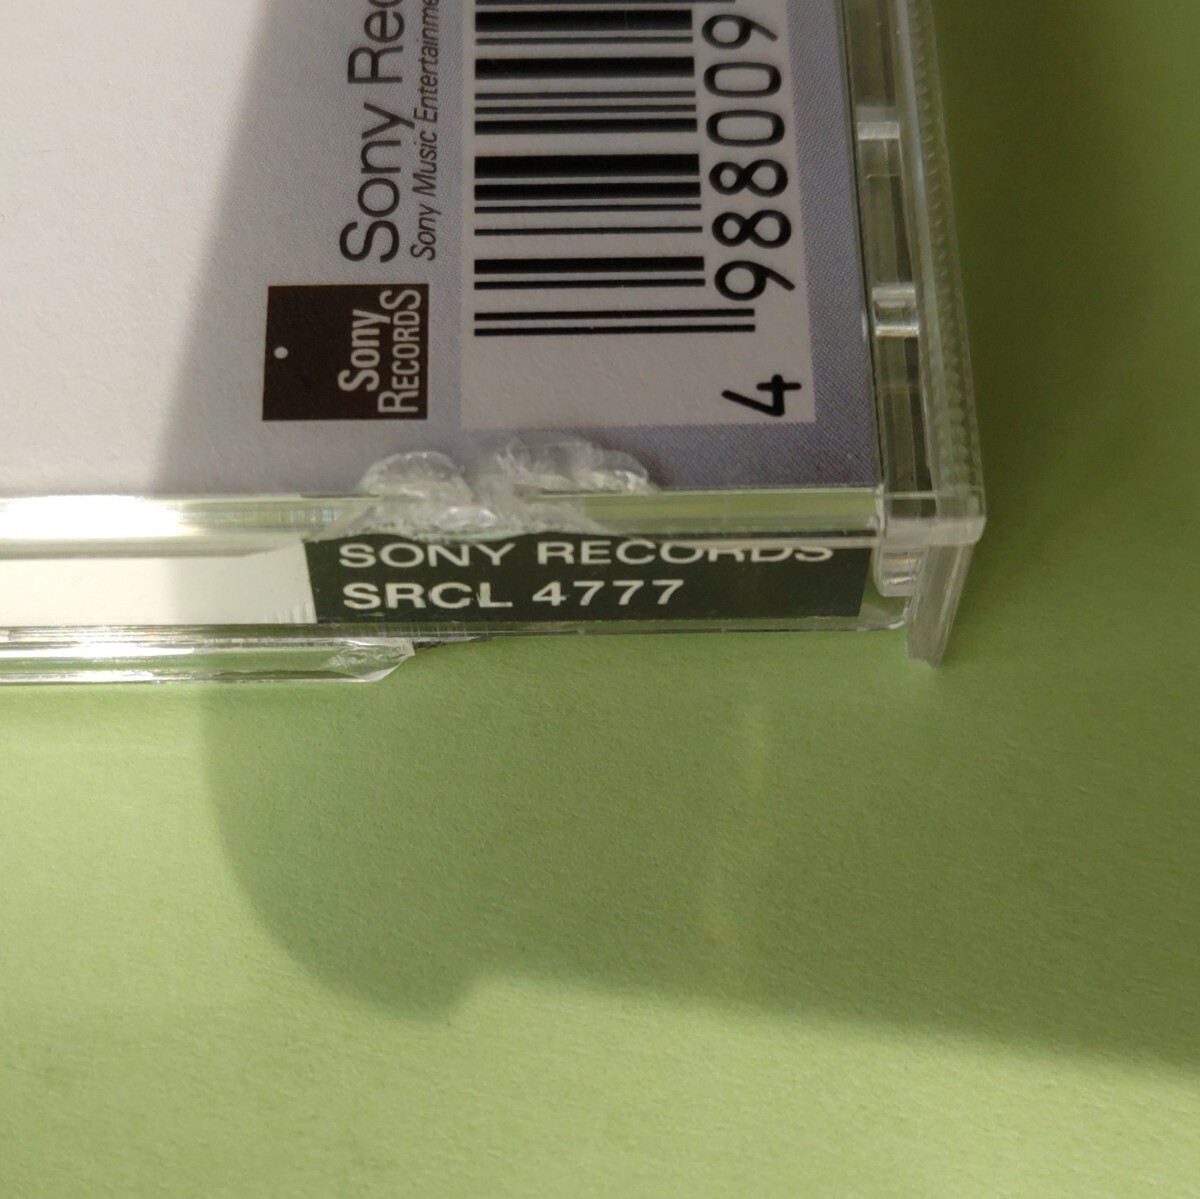 Sony Rec
Sony Music Entertainme
Sony
RECORDS
4 988009
SONY RECORDS
SRCL 4777